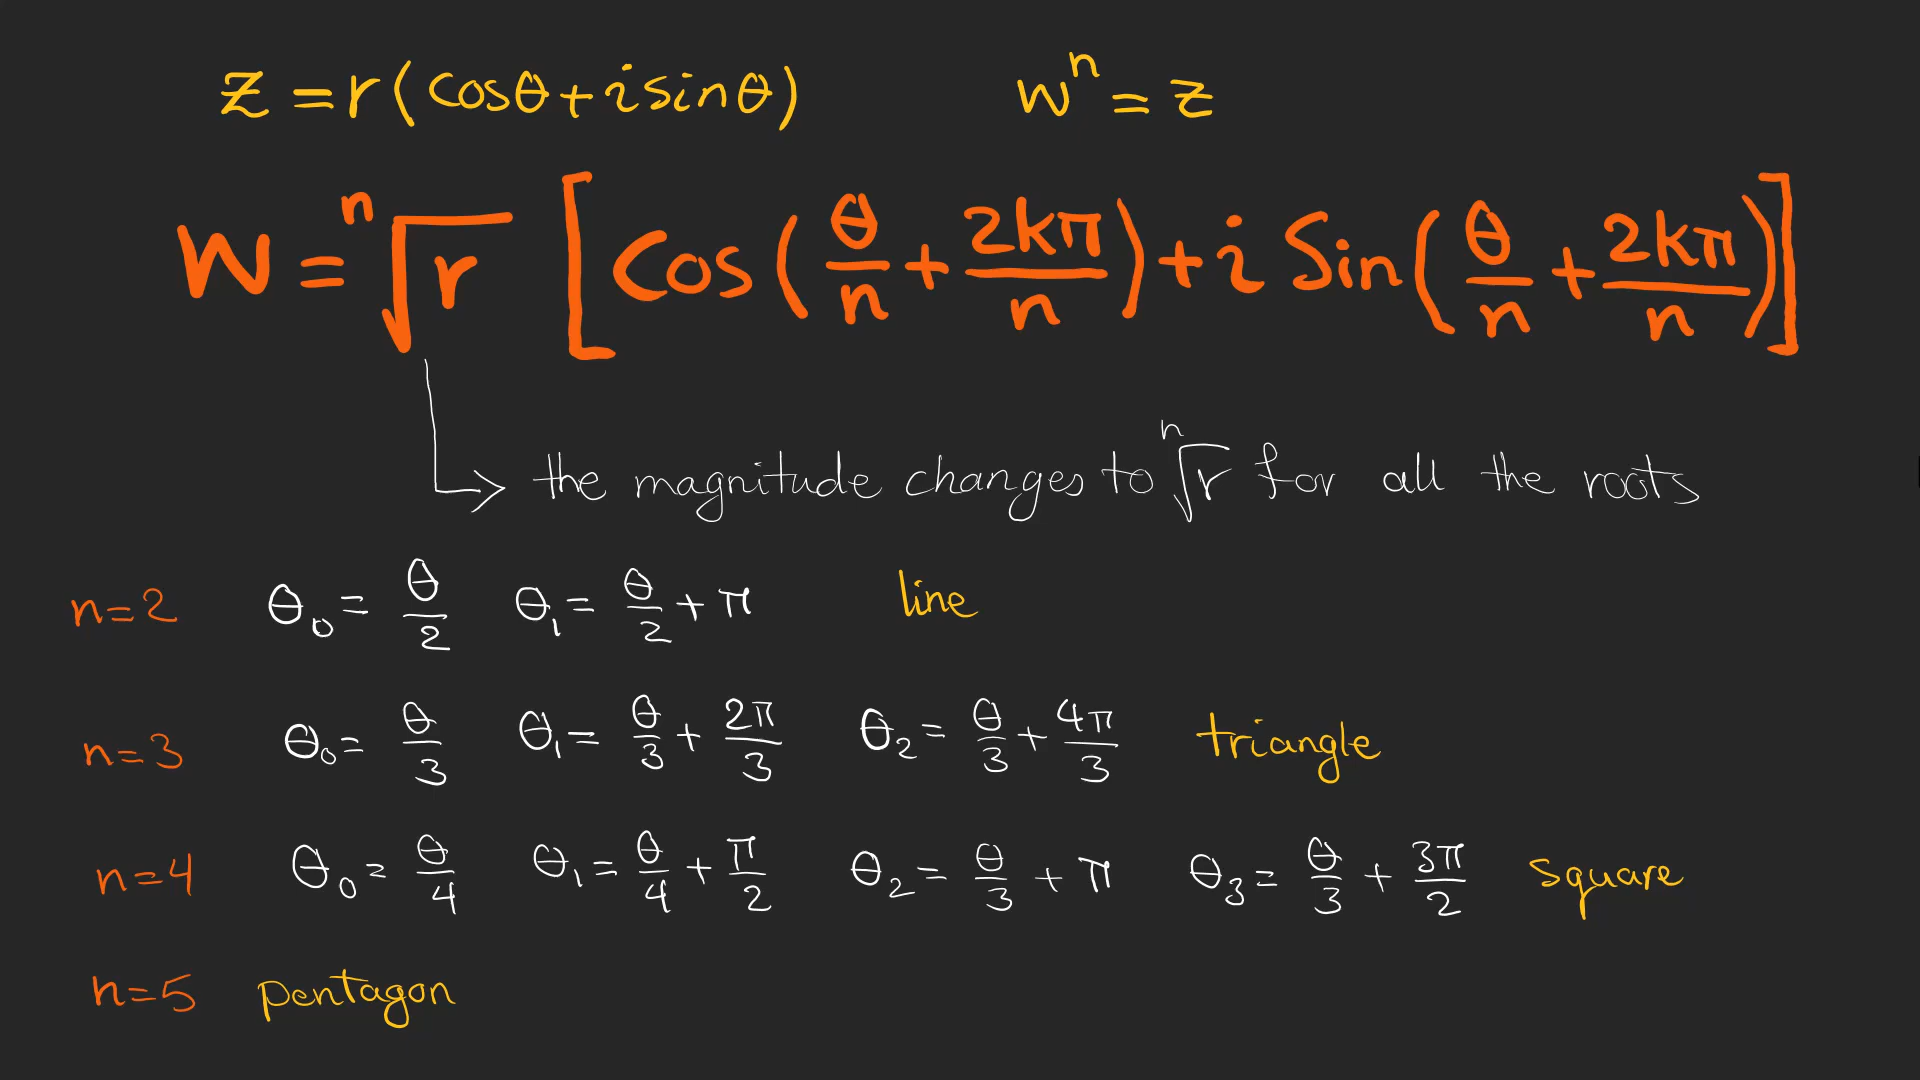 z = r(cosθ + i sinθ) wⁿ = z
w = ⁿ√r [cos(θ/n + 2kπ/n) + i sin(θ/n + 2kπ/n)]
the magnitude changes to ⁿ√r for all the roots
n=2 θ₀ = θ/2 θ₁ = θ/2 + π line
n=3 θ₀ = θ/3 θ₁ = θ/3 + 2π/3 θ₂ = θ/3 + 4π/3 triangle
n=4 θ₀ = θ/4 θ₁ = θ/4 + π/2 θ₂ = θ/3 + π θ₃ = θ/3 + 3π/2 square
n=5 pentagon